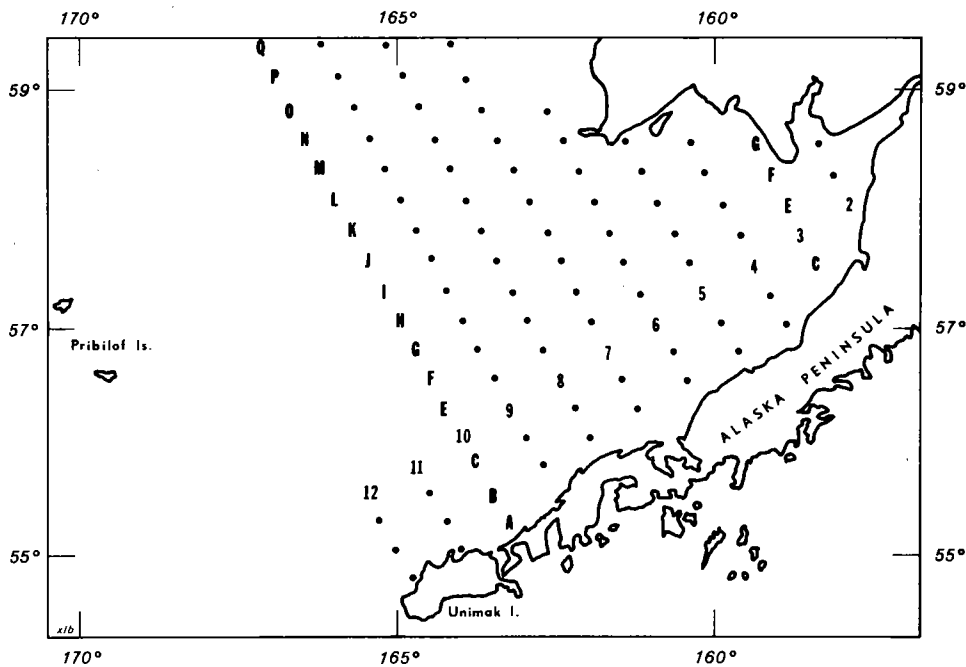 170° 165° 160°
Q
59° P 59°
O
N G
M F
L E 2
K 3
J 4 C
I 5
H 6
57° 57°
G 7
Pribilof Is.
F 8
E 9
ALASKA PENINSULA
10
11 C
12 B
A
55° 55°
Unimak I.
xlb
170° 165° 160°